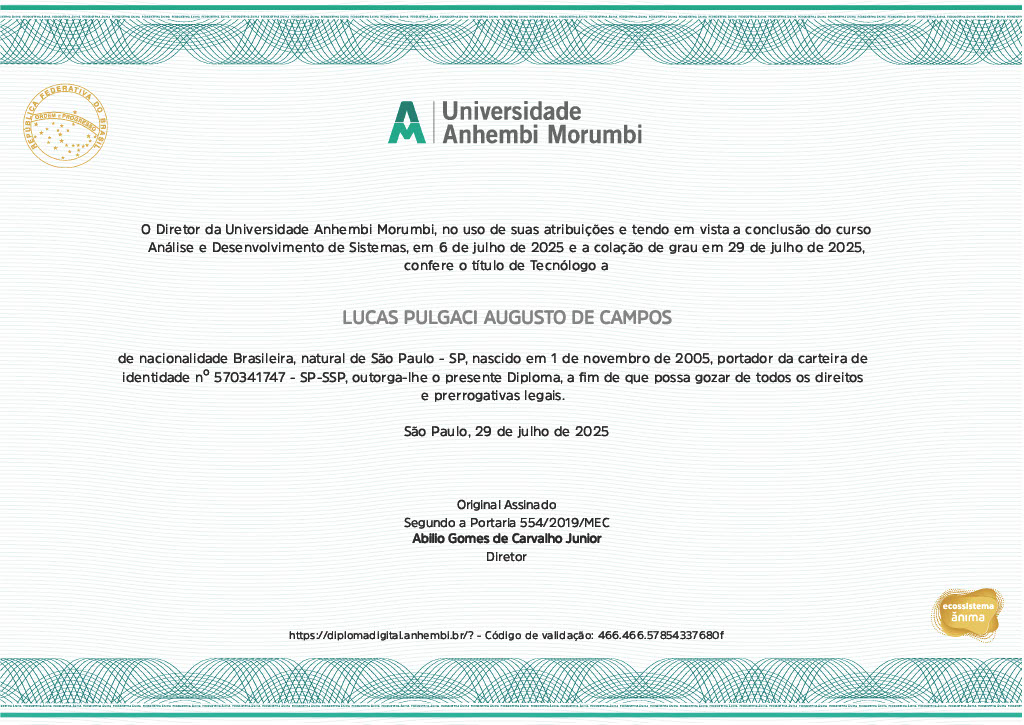 REPÚBLICA FEDERATIVA DO BRASIL
ORDEM E PROGRESSO
Universidade
Anhembi Morumbi
O Diretor da Universidade Anhembi Morumbi, no uso de suas atribuições e tendo em vista a conclusão do curso
Análise e Desenvolvimento de Sistemas, em 6 de julho de 2025 e a colação de grau em 29 de julho de 2025,
confere o título de Tecnólogo a
LUCAS PULGACI AUGUSTO DE CAMPOS
de nacionalidade Brasileira, natural de São Paulo - SP, nascido em 1 de novembro de 2005, portador da carteira de
identidade nº 570341747 - SP-SSP, outorga-lhe o presente Diploma, a fim de que possa gozar de todos os direitos
e prerrogativas legais.
São Paulo, 29 de julho de 2025
Original Assinado
Segundo a Portaria 554/2019/MEC
Abilio Gomes de Carvalho Junior
Diretor
ecossistema
ânima
https://diplomadigital.anhembi.br/? - Código de validação: 466.466.57854337680f